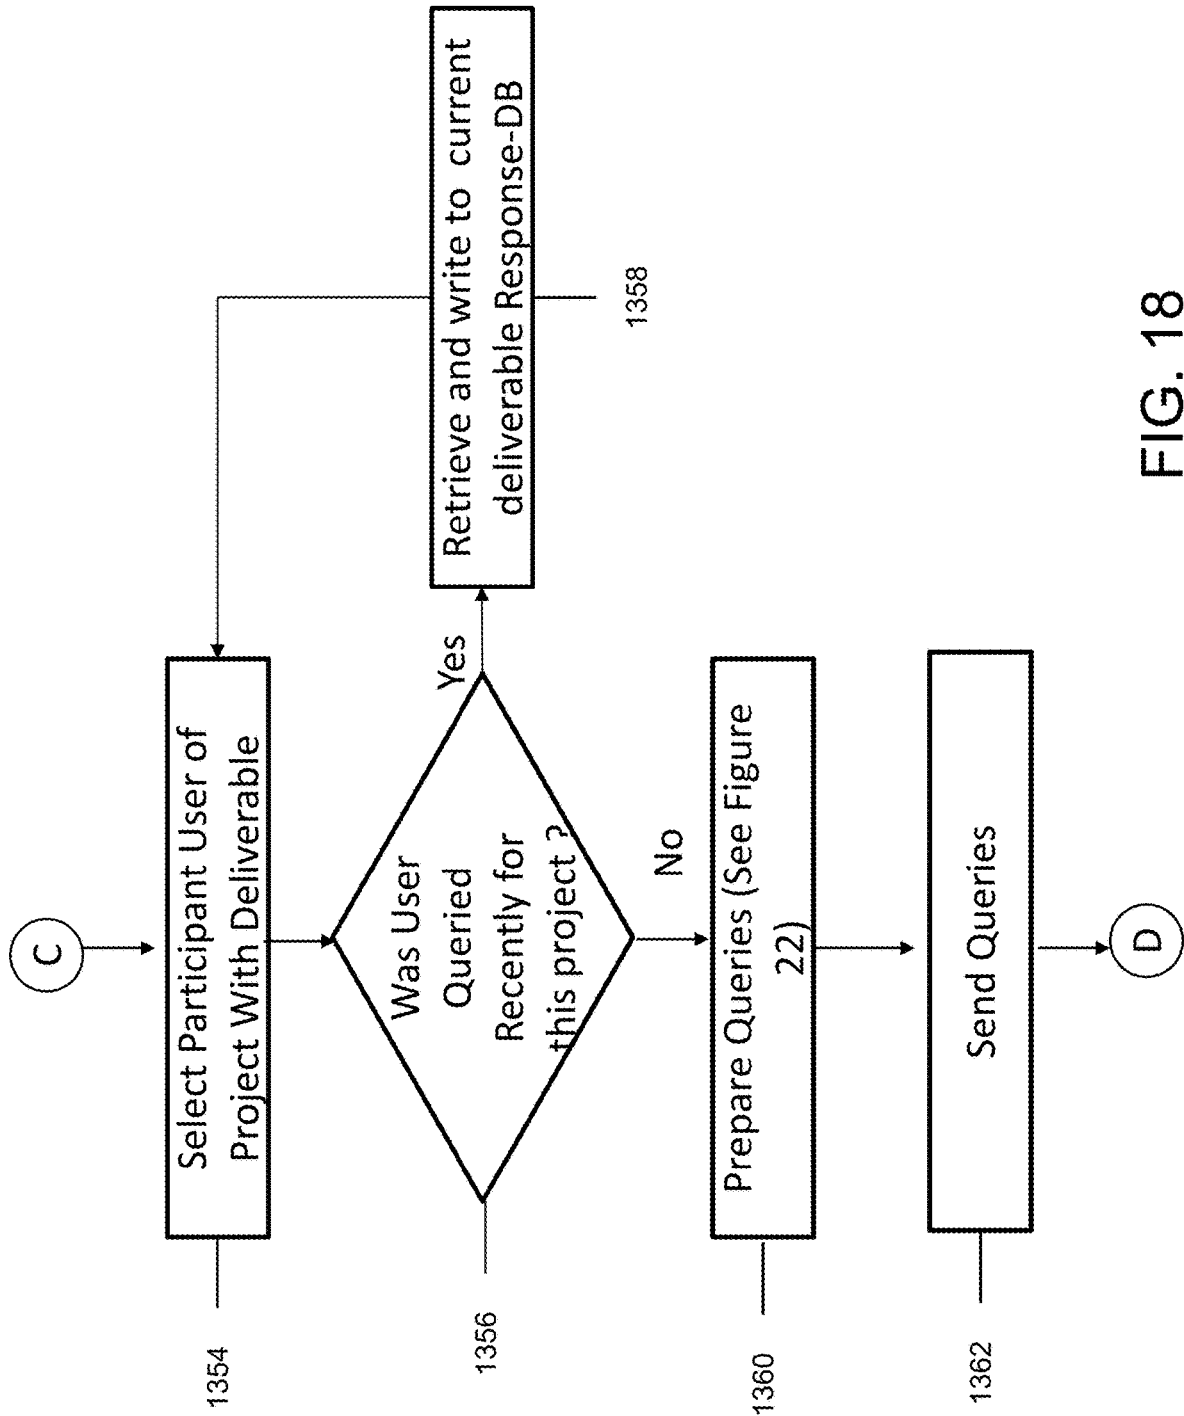 C
1354
Select Participant User of
Project With Deliverable
1356
Was User
Queried
Recently for
this project ?
Yes
Retrieve and write to current
deliverable Response-DB
1358
No
1360
Prepare Queries (See Figure
22)
1362
Send Queries
D
FIG. 18